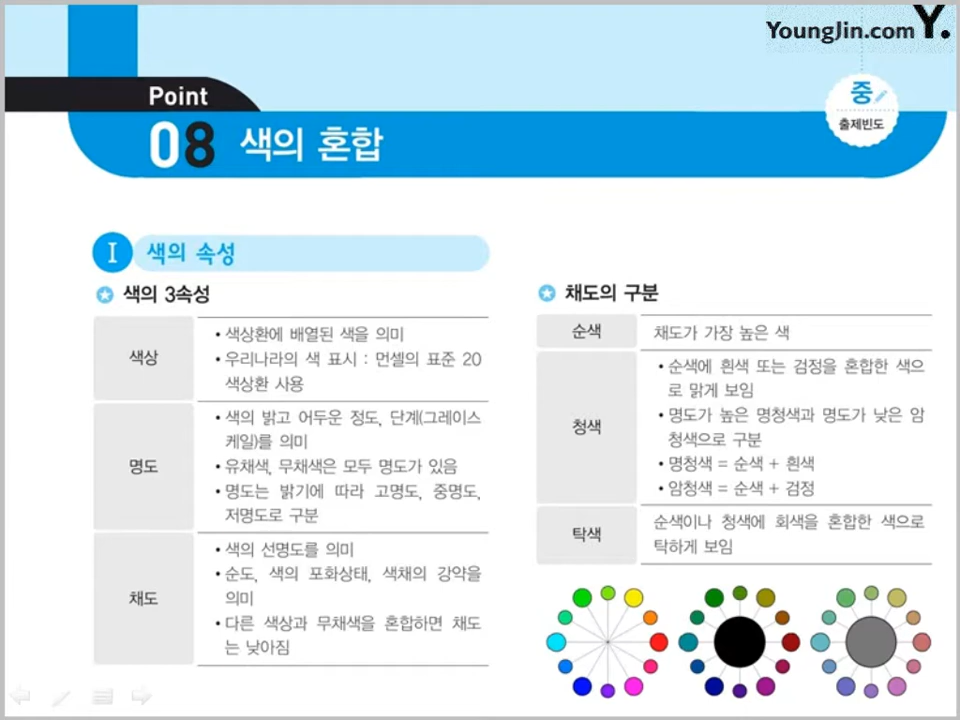 YoungJin.com Y.
Point
중
출제빈도
08 색의 혼합
I 색의 속성
색의 3속성
색상
• 색상환에 배열된 색을 의미
• 우리나라의 색 표시 : 먼셀의 표준 20
색상환 사용
명도
• 색의 밝고 어두운 정도, 단계(그레이스
케일)를 의미
• 유채색, 무채색은 모두 명도가 있음
• 명도는 밝기에 따라 고명도, 중명도,
저명도로 구분
채도
• 색의 선명도를 의미
• 순도, 색의 포화상태, 색채의 강약을
의미
• 다른 색상과 무채색을 혼합하면 채도
는 낮아짐
채도의 구분
순색
채도가 가장 높은 색
청색
• 순색에 흰색 또는 검정을 혼합한 색으
로 맑게 보임
• 명도가 높은 명청색과 명도가 낮은 암
청색으로 구분
• 명청색 = 순색 + 흰색
• 암청색 = 순색 + 검정
탁색
순색이나 청색에 회색을 혼합한 색으로
탁하게 보임